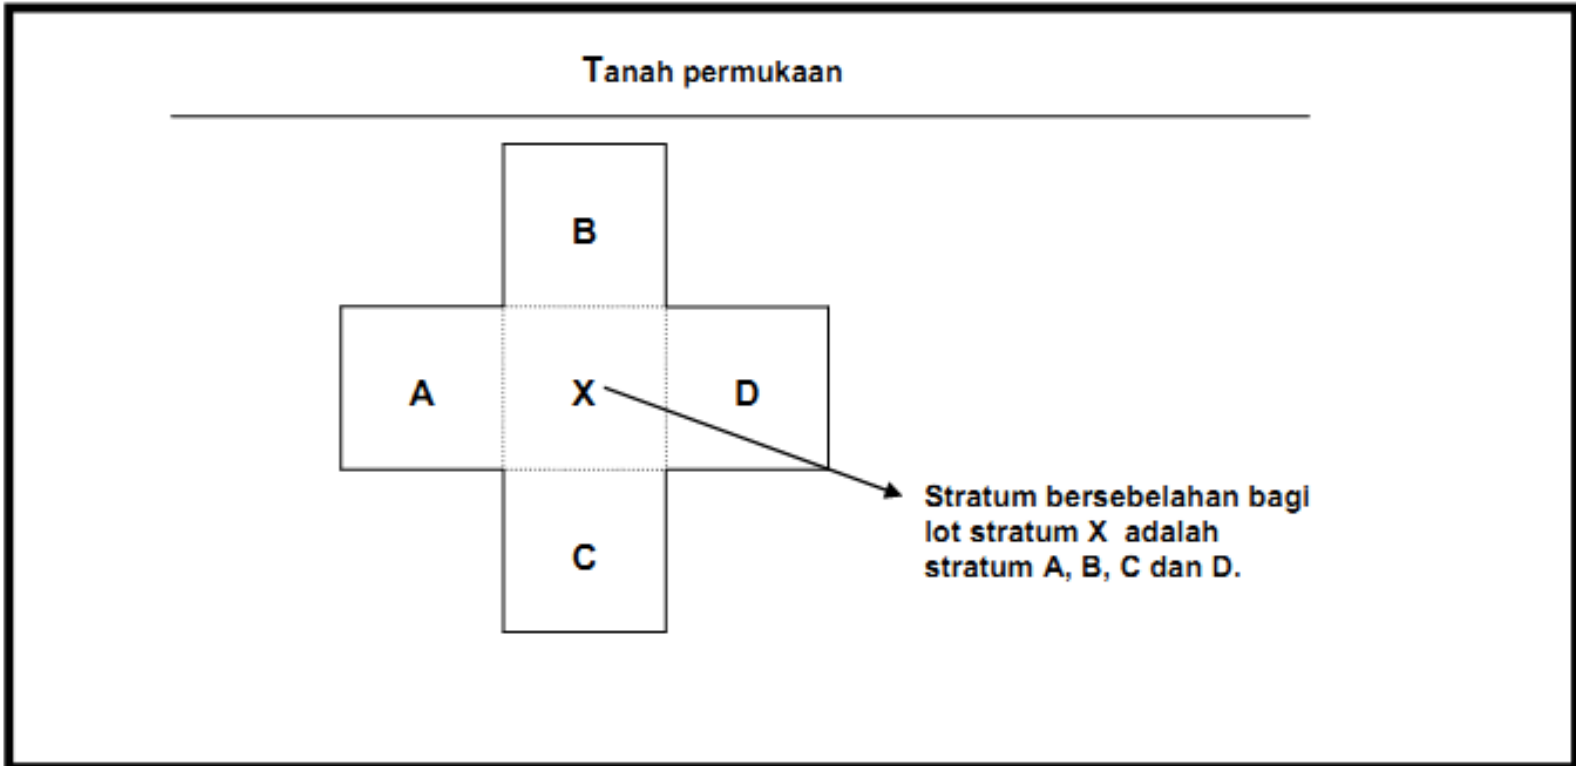 Tanah permukaan
B
A
X
D
C
Stratum bersebelahan bagi
lot stratum X adalah
stratum A, B, C dan D.